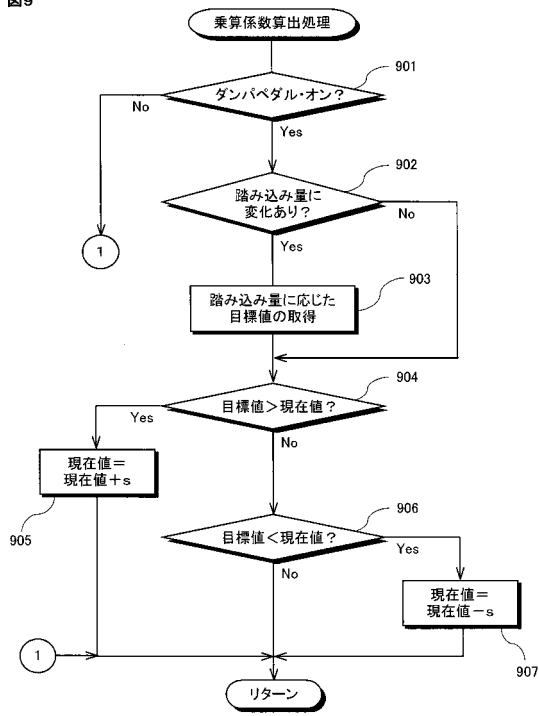 図9
乗算係数算出処理
901
ダンパペダル・オン？
No
Yes
902
踏み込み量に
変化あり？
No
Yes
1
903
踏み込み量に応じた
目標値の取得
904
目標値＞現在値？
Yes
No
現在値＝
現在値＋s
905
906
目標値＜現在値？
Yes
No
現在値＝
現在値－s
907
1
リターン